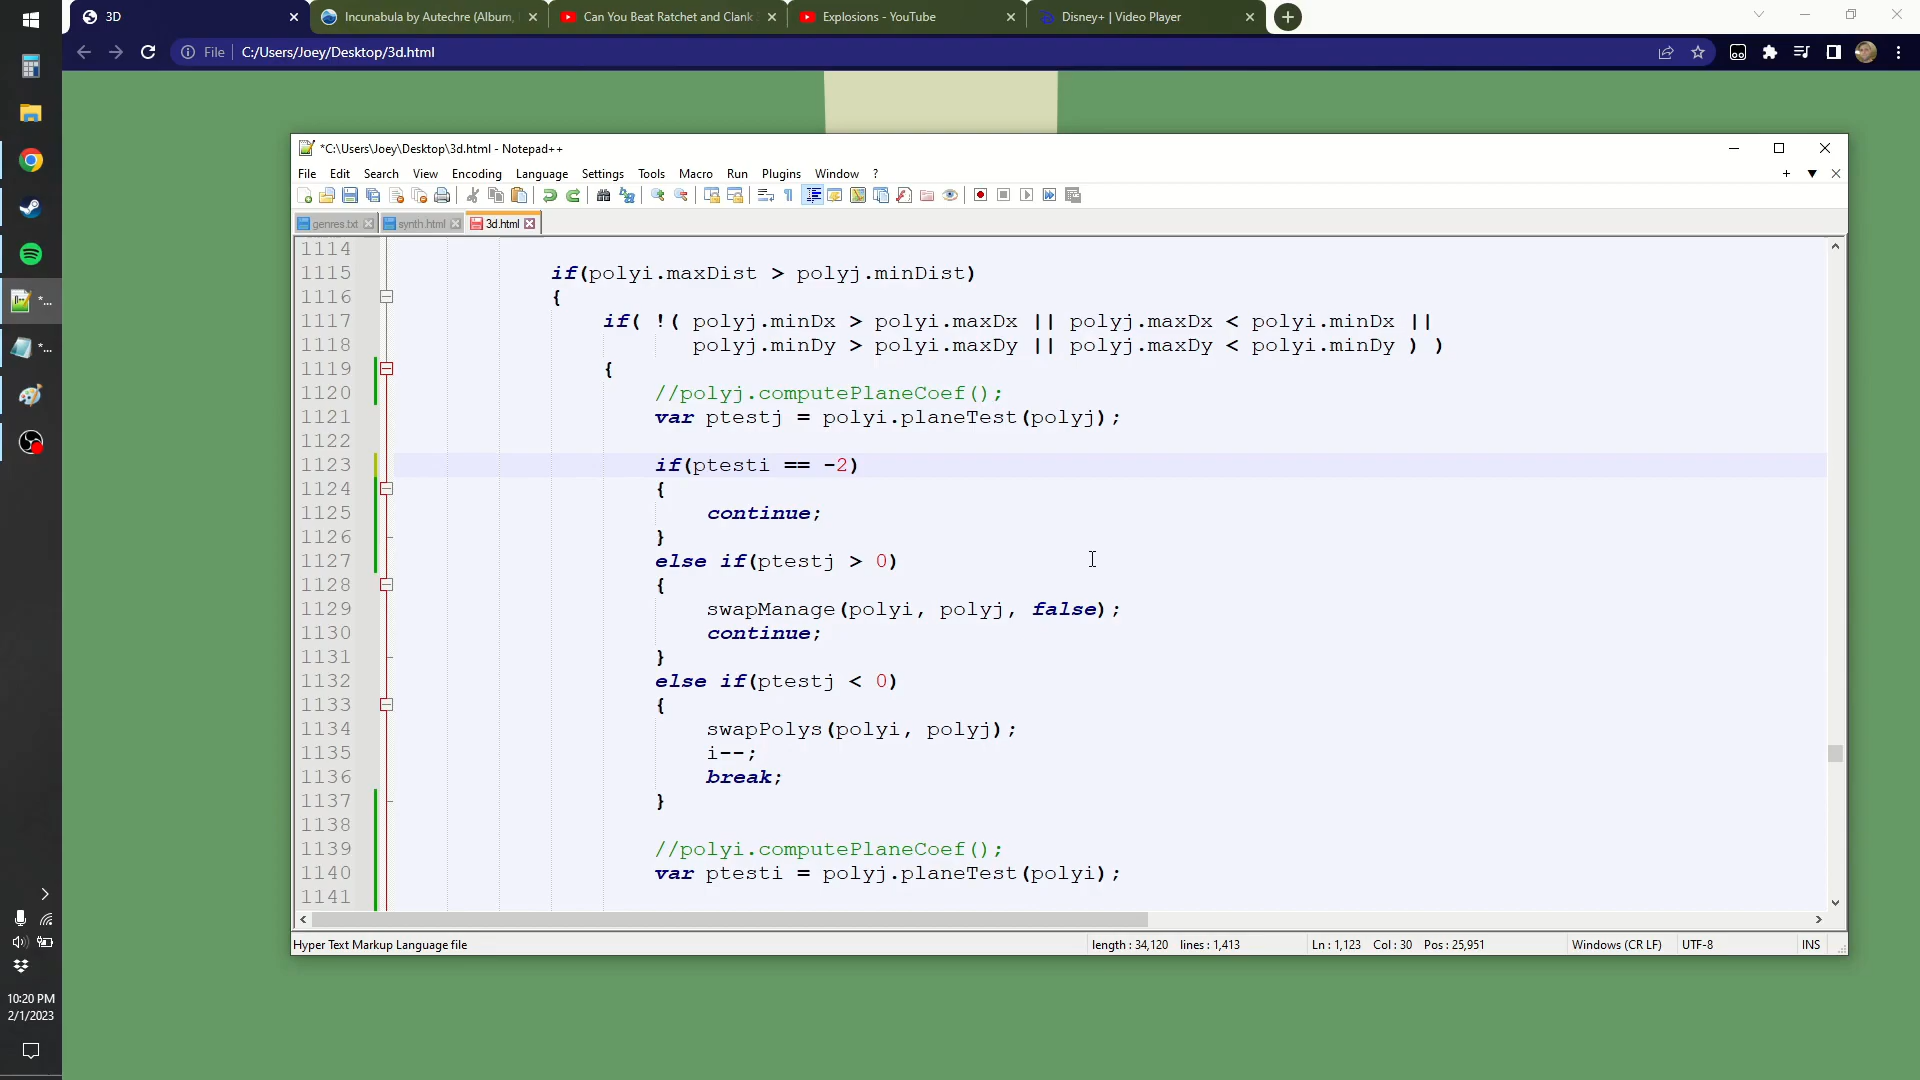 3D
Incunabula by Autechre (Album,
Can You Beat Ratchet and Clank
Explosions - YouTube
Disney+ | Video Player
File
C:/Users/Joey/Desktop/3d.html
*C:\Users\Joey\Desktop\3d.html - Notepad++
File Edit Search View Encoding Language Settings Tools Macro Run Plugins Window ?
genres.txt synth.html 3d.html
1114
1115 if(polyi.maxDist > polyj.minDist)
1116 {
1117 if( !( polyj.minDx > polyi.maxDx || polyj.maxDx < polyi.minDx ||
1118 polyj.minDy > polyi.maxDy || polyj.maxDy < polyi.minDy ) )
1119 {
1120 //polyj.computePlaneCoef();
1121 var ptestj = polyi.planeTest(polyj);
1122
1123 if(ptesti == -2)
1124 {
1125 continue;
1126 }
1127 else if(ptestj > 0)
1128 {
1129 swapManage(polyi, polyj, false);
1130 continue;
1131 }
1132 else if(ptestj < 0)
1133 {
1134 swapPolys(polyi, polyj);
1135 i--;
1136 break;
1137 }
1138
1139 //polyi.computePlaneCoef();
1140 var ptesti = polyj.planeTest(polyi);
1141
Hyper Text Markup Language file length : 34,120 lines : 1,413 Ln : 1,123 Col : 30 Pos : 25,951 Windows (CR LF) UTF-8 INS
*...
*...
10:20 PM
2/1/2023